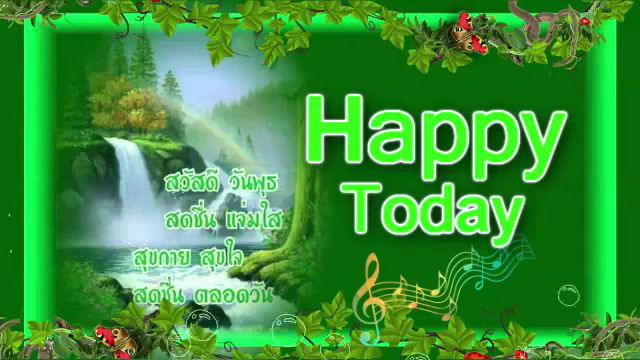 สวัสดี วันพุธ
สดชื่น แจ่มใส
สุขกาย สุขใจ
สดชื่น ตลอดวัน
Happy
Today